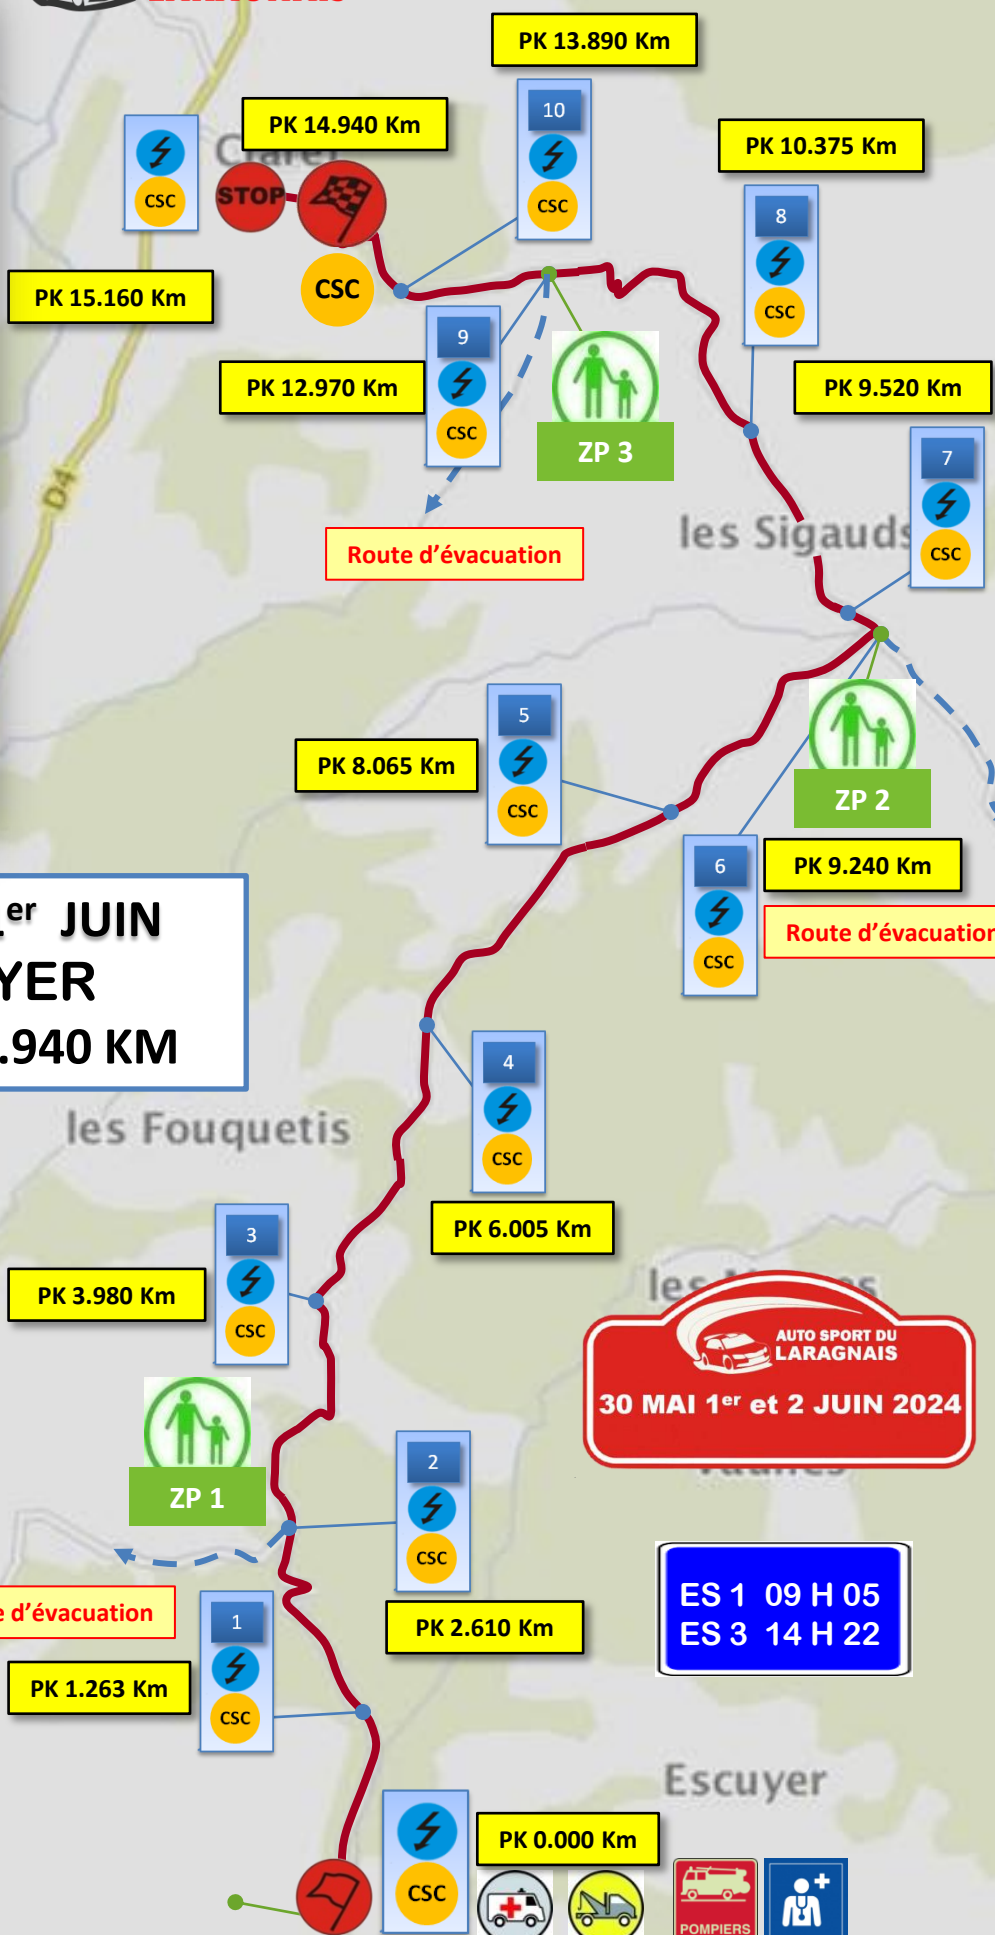 PK 13.890 Km
10
CSC
PK 14.940 Km
STOP
CSC
CSC
PK 15.160 Km
PK 10.375 Km
8
CSC
9
CSC
PK 12.970 Km
ZP 3
PK 9.520 Km
7
CSC
D4
Route d'évacuation
les Sigauds
5
CSC
PK 8.065 Km
ZP 2
6
CSC
PK 9.240 Km
Route d'évacuation
er JUIN
YER
.940 KM
4
CSC
PK 6.005 Km
les Fouquetis
3
CSC
PK 3.980 Km
les
AUTO SPORT DU
LARAGNAIS
30 MAI 1er et 2 JUIN 2024
ZP 1
2
CSC
PK 2.610 Km
d'évacuation
1
CSC
PK 1.263 Km
ES 1 09 H 05
ES 3 14 H 22
Escuyer
CSC
PK 0.000 Km
POMPIERS